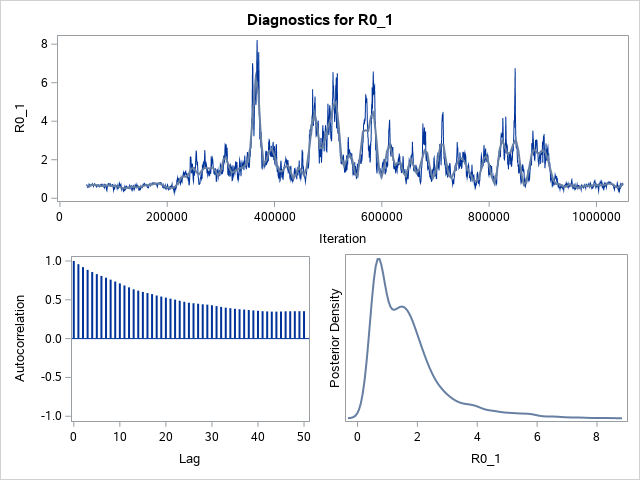 Diagnostics for R0_1
R0_1
8
6
4
2
0
0 200000 400000 600000 800000 1000000
Iteration
Autocorrelation
1.0
0.5
0.0
-0.5
-1.0
0 10 20 30 40 50
Lag
Posterior Density
0 2 4 6 8
R0_1